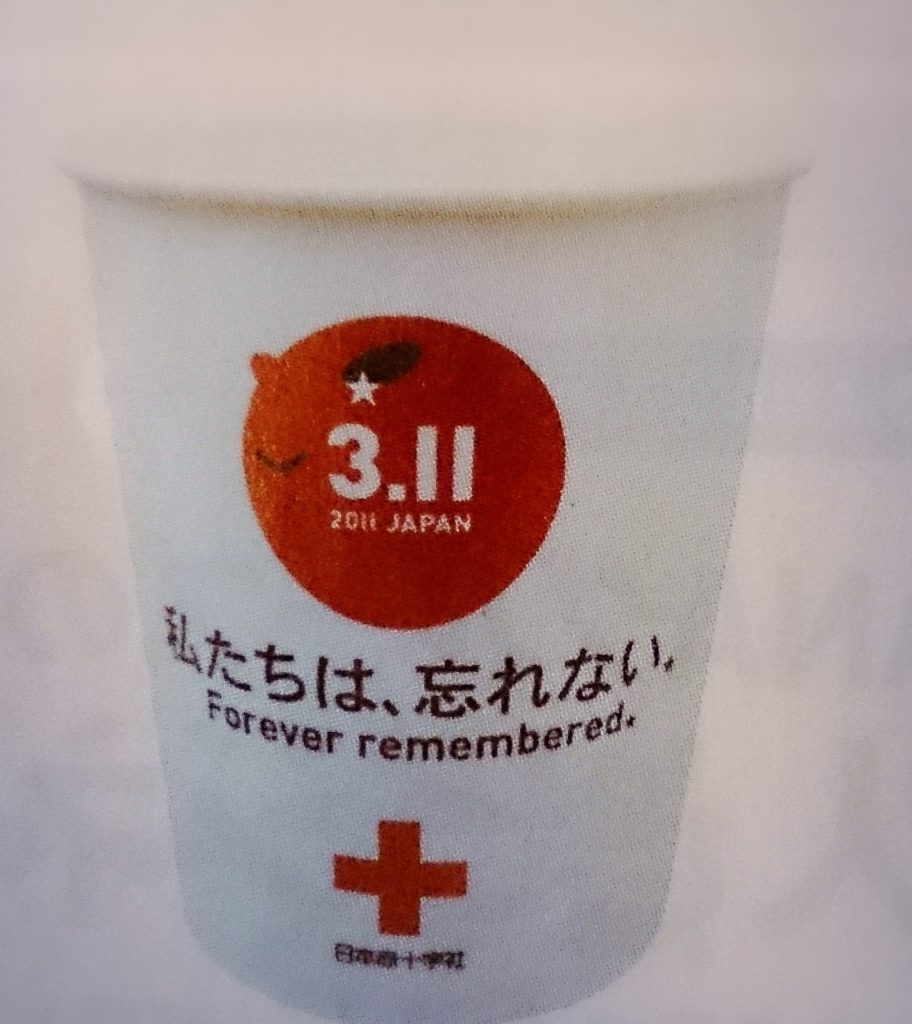 3.11
2011 JAPAN
私たちは、忘れない。
Forever remembered.
日本赤十字社